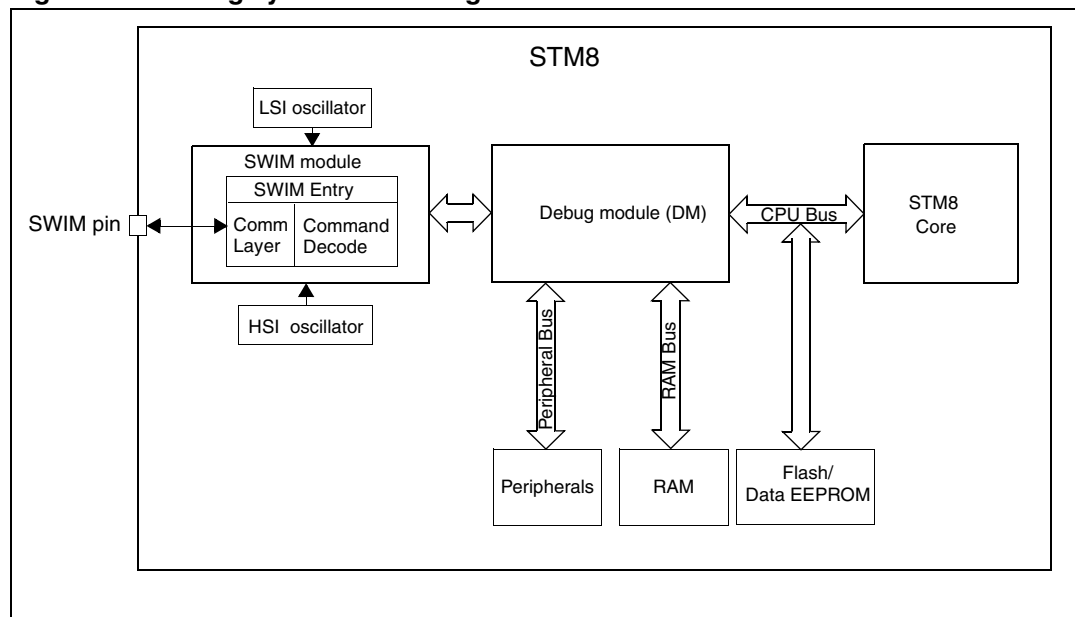 STM8
LSI oscillator
SWIM module
SWIM Entry
Comm
Layer
Command
Decode
SWIM pin
HSI oscillator
Debug module (DM)
CPU Bus
STM8
Core
Peripheral Bus
RAM Bus
Peripherals
RAM
Flash/
Data EEPROM